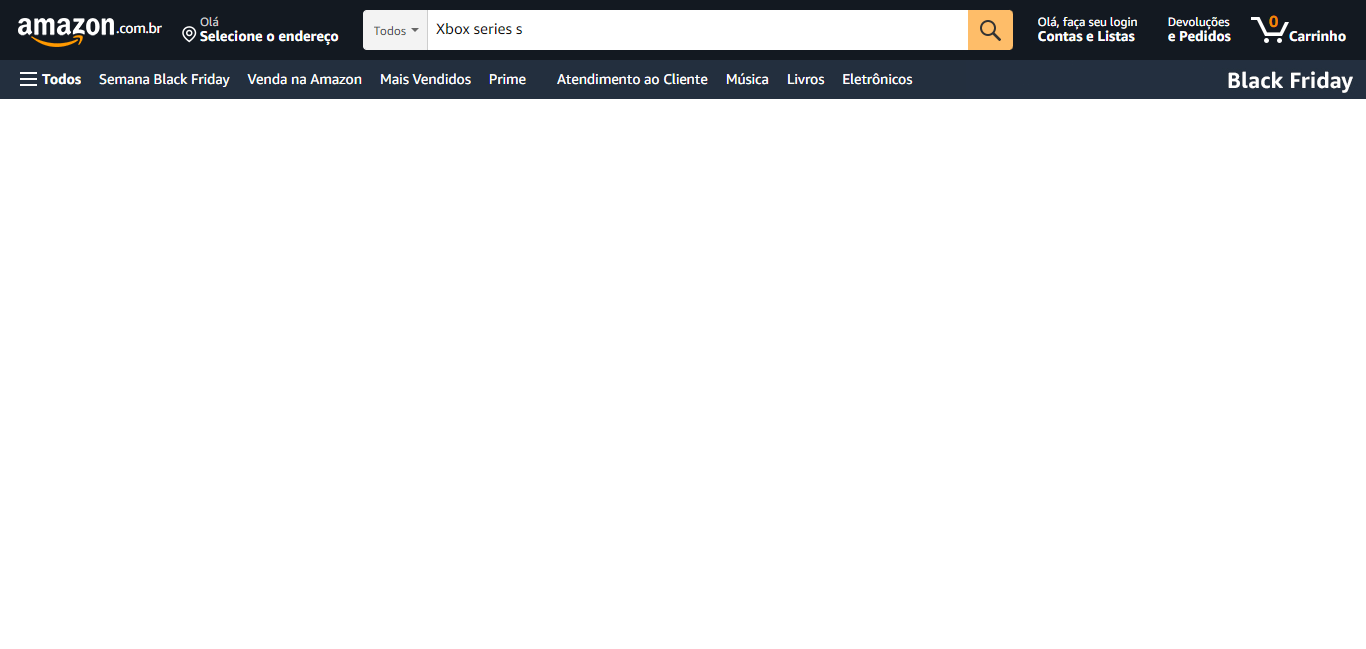 amazon.com.br
Olá
Selecione o endereço
Todos
Xbox series s
Olá, faça seu login
Contas e Listas
Devoluções
e Pedidos
0
Carrinho
Todos
Semana Black Friday
Venda na Amazon
Mais Vendidos
Prime
Atendimento ao Cliente
Música
Livros
Eletrônicos
Black Friday